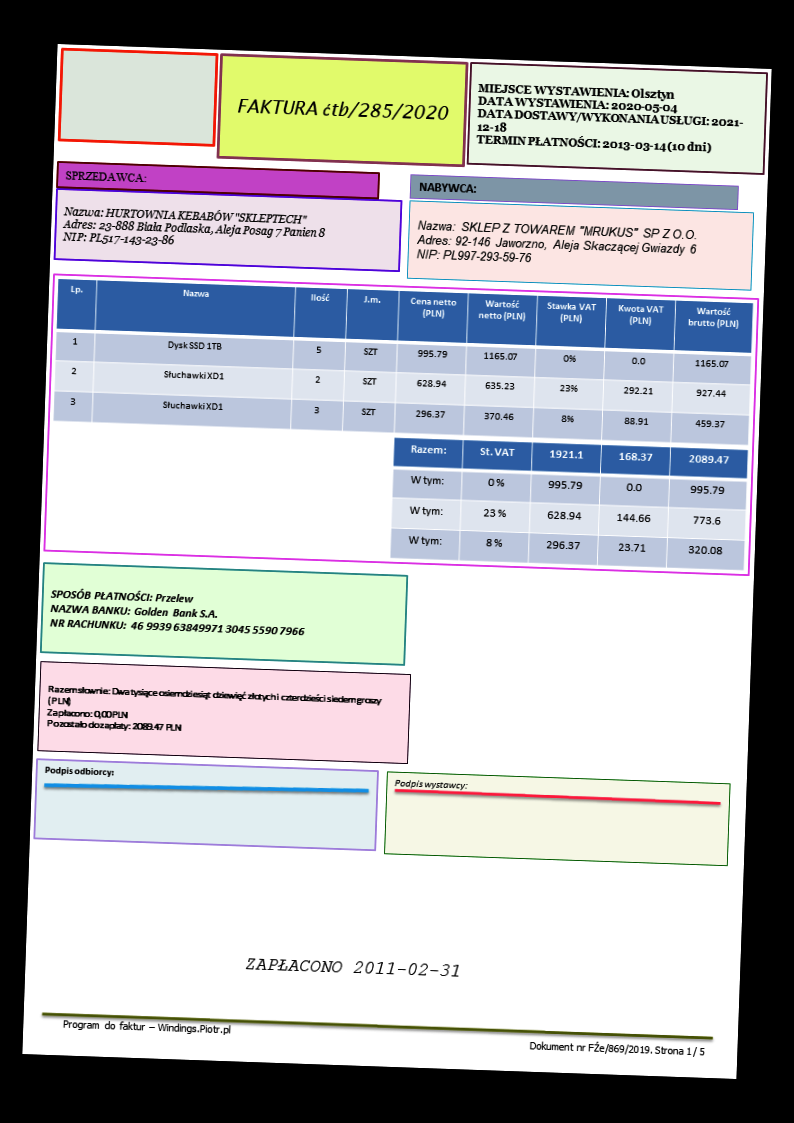 FAKTURA ćtb/285/2020
MIEJSCE WYSTAWIENIA: Olsztyn
DATA WYSTAWIENIA: 2020-05-04
DATA DOSTAWY/WYKONANIA USŁUGI: 2021-
12-18
TERMIN PŁATNOŚCI: 2013-03-14(10 dni)
SPRZEDAWCA:
Nazwa: HURTOWNIA KEBABÓW "SKLEPTECH"
Adres: 23-888 Biała Podlaska, Aleja Posag 7 Panien 8
NIP: PL517-143-23-86
NABYWCA:
Nazwa: SKLEP Z TOWAREM "MRUKUS" SP Z O.O.
Adres: 92-146 Jaworzno, Aleja Skaczącej Gwiazdy 6
NIP: PL997-293-59-76
Lp. Nazwa Ilość J.m. Cena netto (PLN) Wartość netto (PLN) Stawka VAT (PLN) Kwota VAT (PLN) Wartość brutto (PLN)
1 Dysk SSD 1TB 5 SZT 995.79 1165.07 0% 0.0 1165.07
2 Słuchawki XD1 2 SZT 628.94 635.23 23% 292.21 927.44
3 Słuchawki XD1 3 SZT 296.37 370.46 8% 88.91 459.37
Razem: St. VAT 1921.1 168.37 2089.47
W tym: 0% 995.79 0.0 995.79
W tym: 23% 628.94 144.66 773.6
W tym: 8% 296.37 23.71 320.08
SPOSÓB PŁATNOŚCI: Przelew
NAZWA BANKU: Golden Bank S.A.
NR RACHUNKU: 46 9939 63849971 3045 5590 7966
Razem słownie: Dwa tysiące osiemdziesiąt dziewięć złotych i czterdzieści siedem groszy
(PLN)
Zapłacono: 0,00 PLN
Pozostało do zapłaty: 2089.47 PLN
Podpis odbiorcy:
Podpis wystawcy:
ZAPŁACONO 2011-02-31
Program do faktur – Windings.Piotr.pl
Dokument nr FŹe/869/2019. Strona 1 / 5